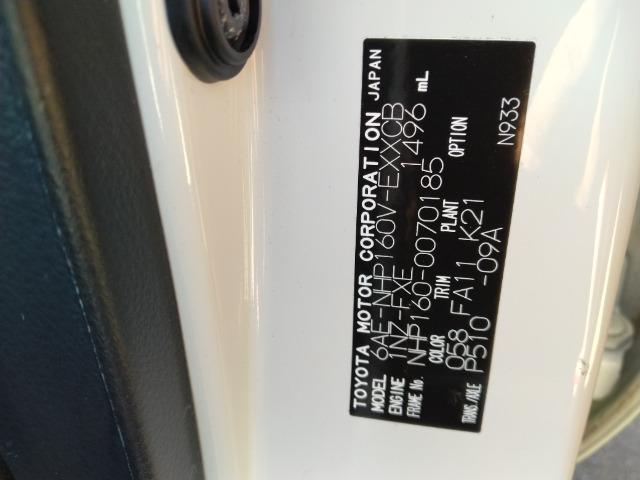 TOYOTA MOTOR CORPORATION JAPAN
MODEL 6AE-NHP160V-EXXCB
ENGINE 1NZ-FXE 1496 mL
FRAME No. NHP160-0070185
COLOR TRIM PLANT OPTION
058 FA11 K21
TRANS/AXLE P510 -09A
N933